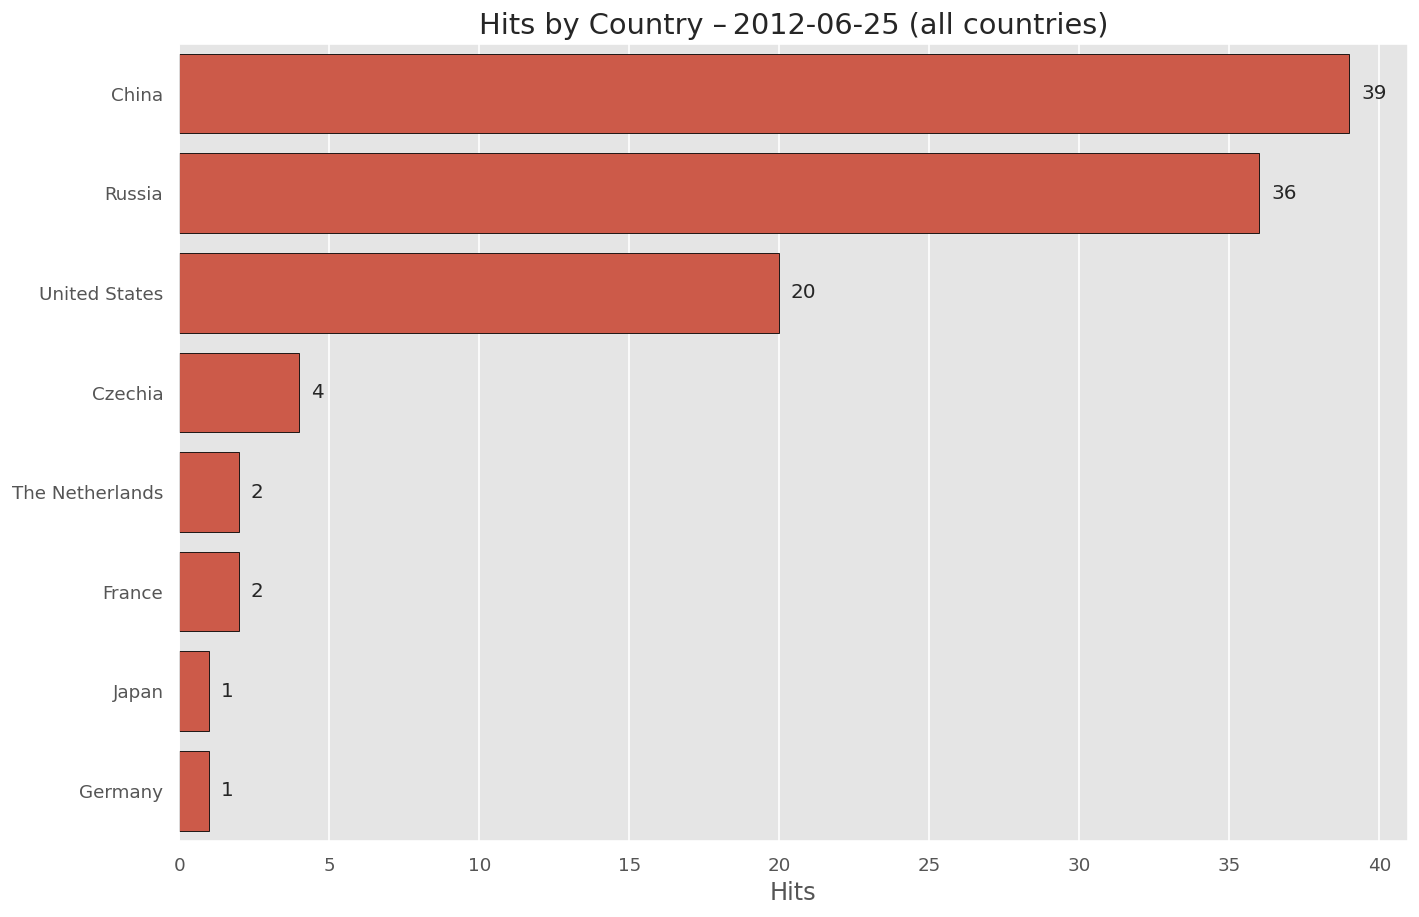 Hits by Country – 2012-06-25 (all countries)
China 39
Russia 36
United States 20
Czechia 4
The Netherlands 2
France 2
Japan 1
Germany 1
0 5 10 15 20 25 30 35 40
Hits